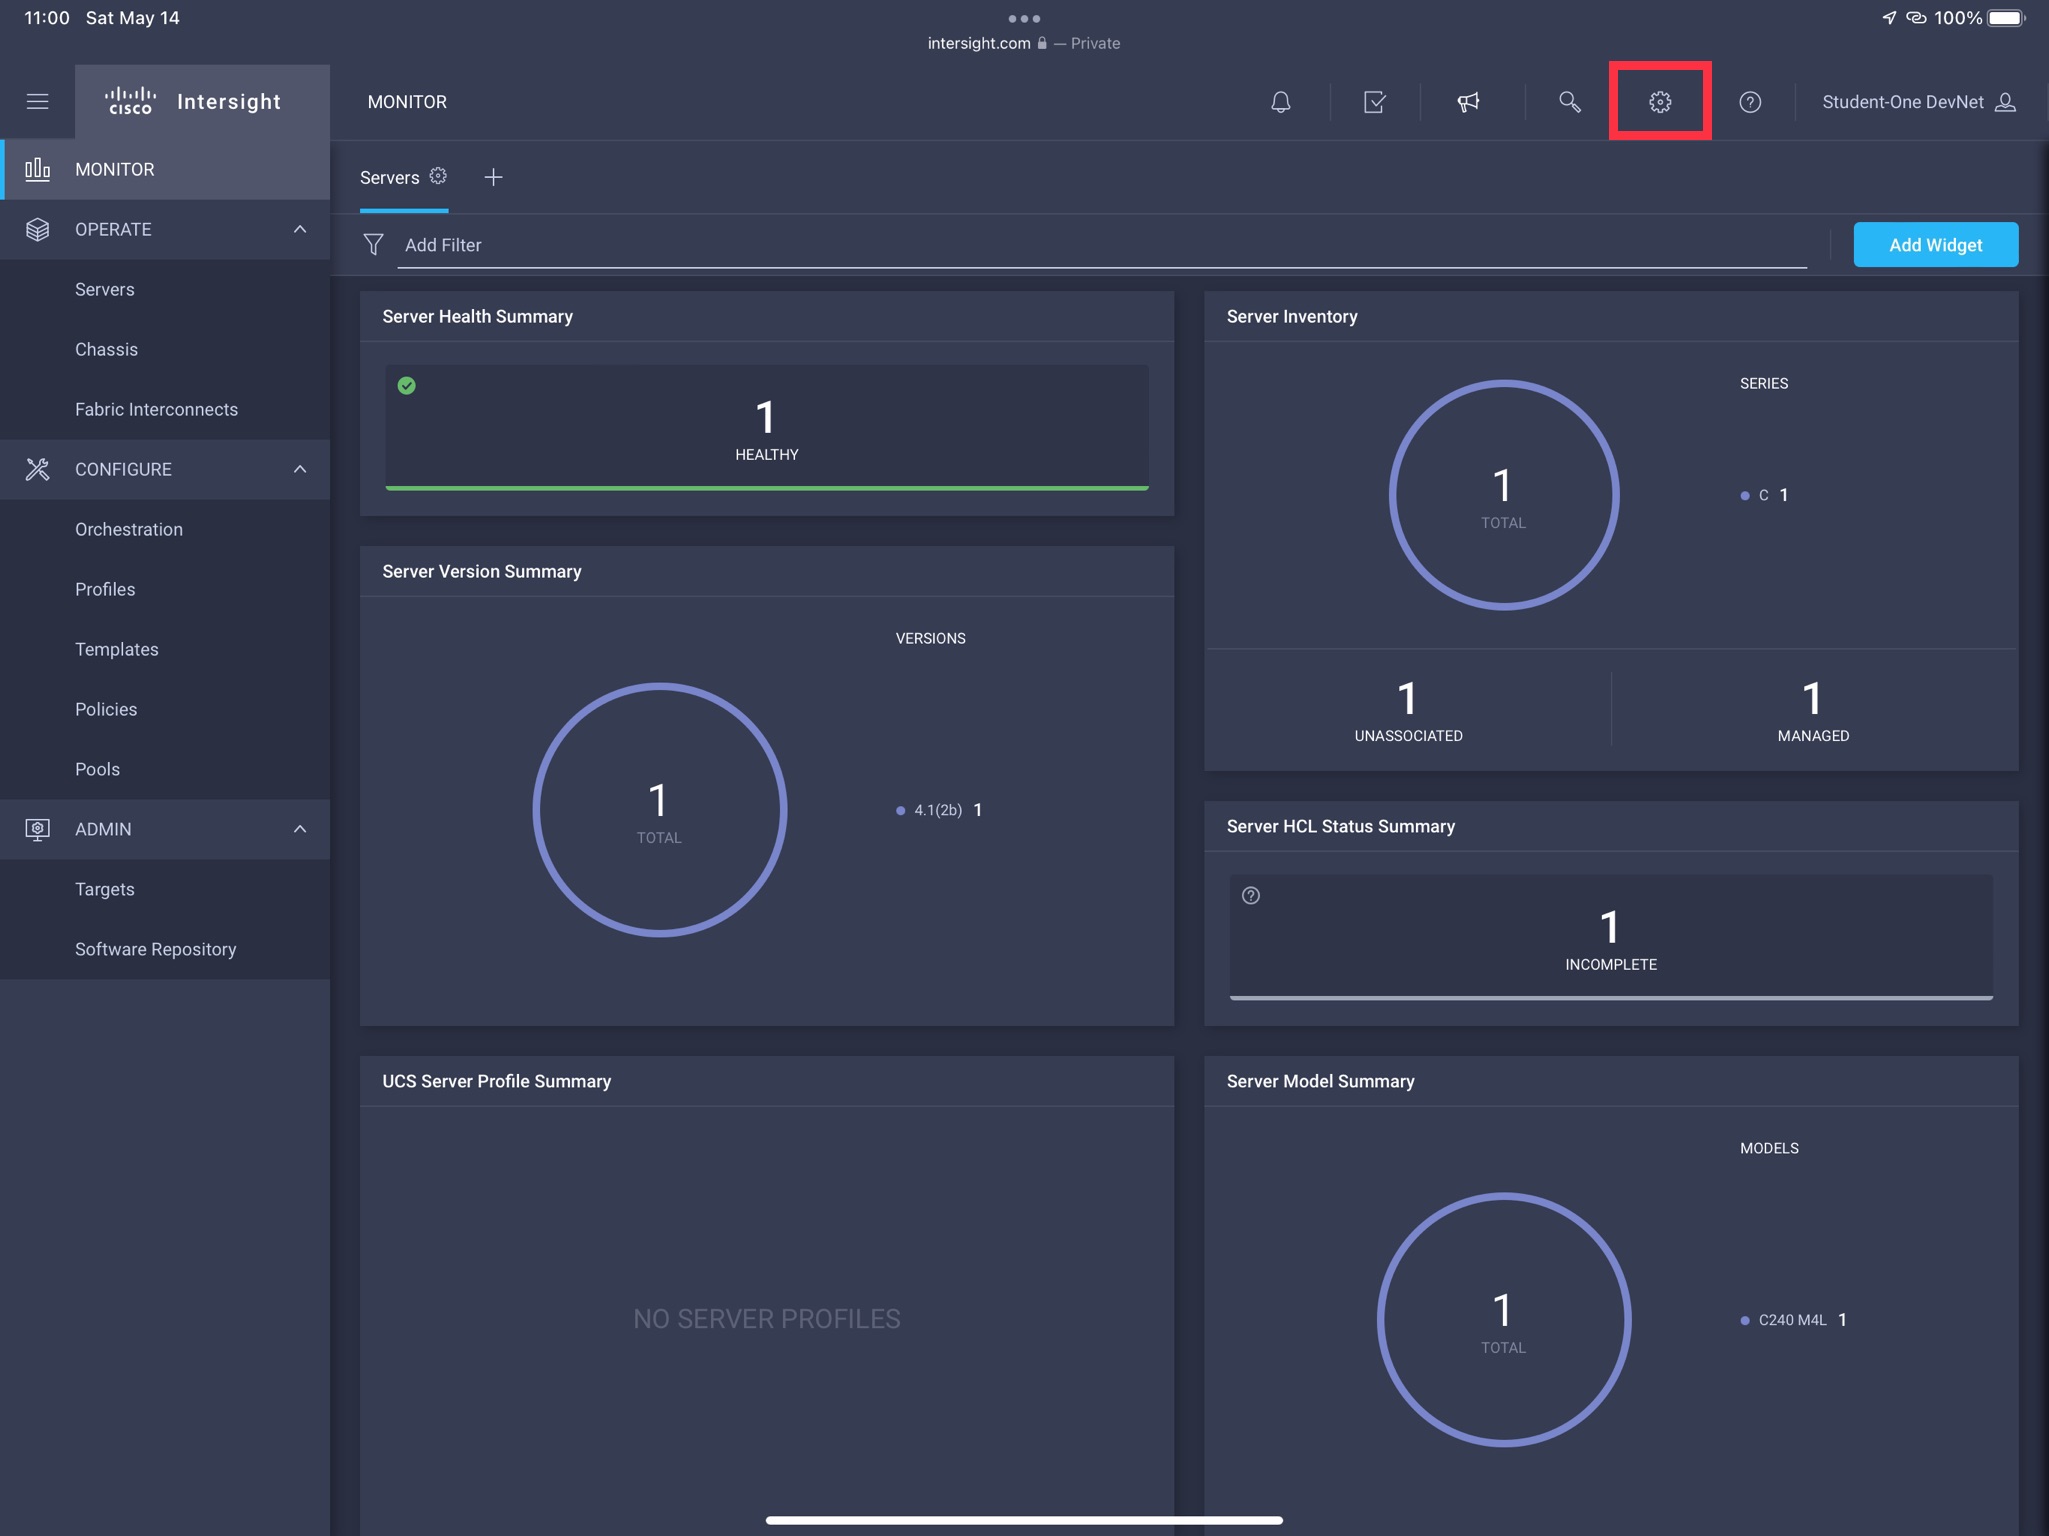 11:00 Sat May 14
100%
intersight.com — Private
CISCO Intersight
MONITOR
Student-One DevNet
MONITOR
OPERATE
Servers
Chassis
Fabric Interconnects
CONFIGURE
Orchestration
Profiles
Templates
Policies
Pools
ADMIN
Targets
Software Repository
Servers
Add Filter
Add Widget
Server Health Summary
1
HEALTHY
Server Inventory
SERIES
1
TOTAL
C 1
1
UNASSOCIATED
1
MANAGED
Server Version Summary
VERSIONS
1
TOTAL
4.1(2b) 1
Server HCL Status Summary
1
INCOMPLETE
UCS Server Profile Summary
NO SERVER PROFILES
Server Model Summary
MODELS
1
TOTAL
C240 M4L 1